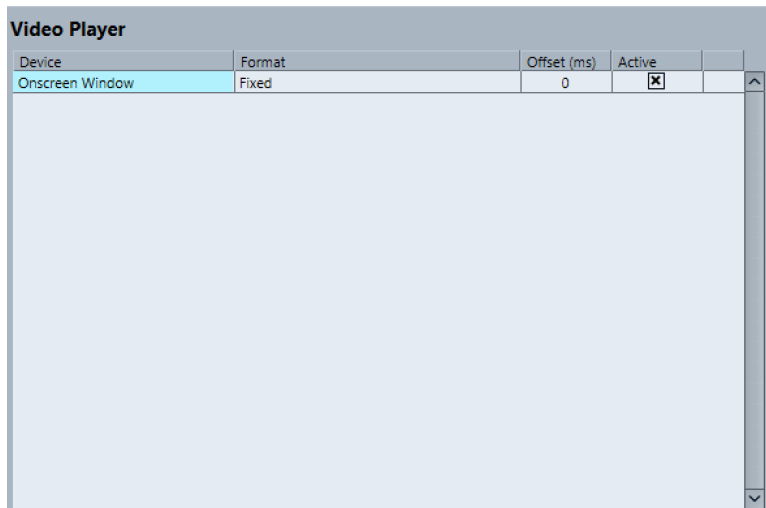 Video Player
Device Format Offset (ms) Active
Onscreen Window Fixed 0